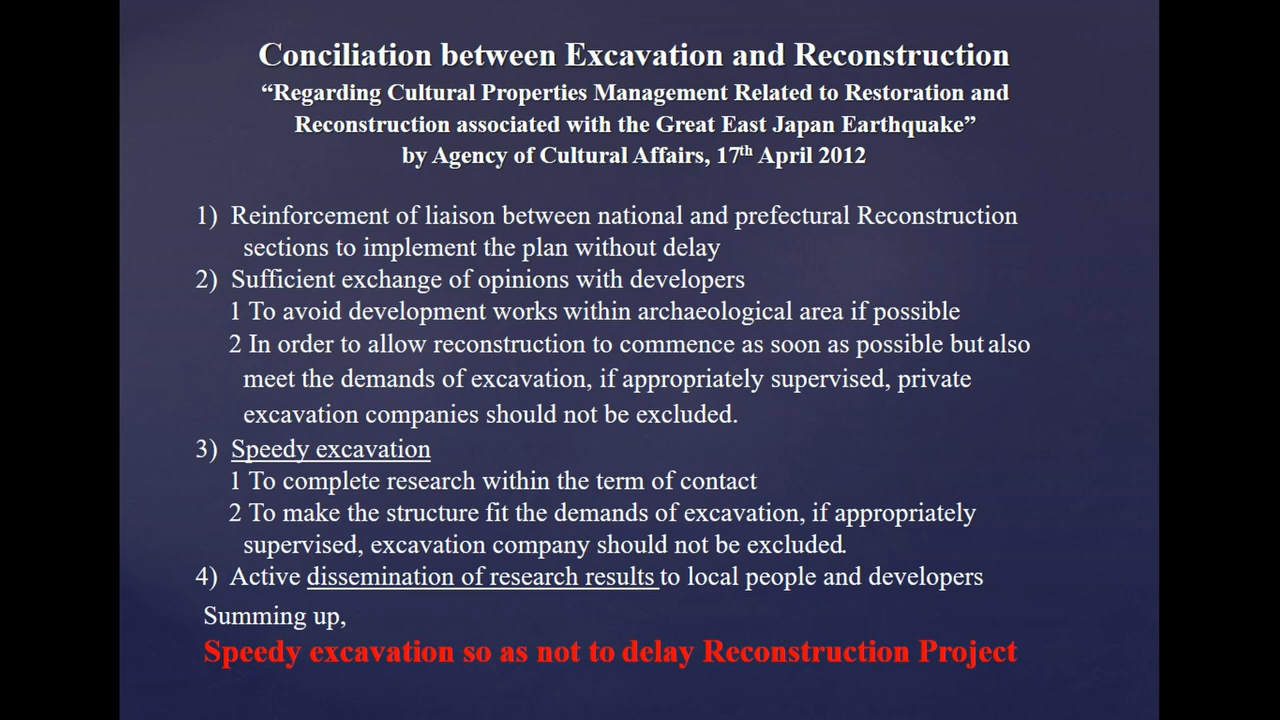 Conciliation between Excavation and Reconstruction
“Regarding Cultural Properties Management Related to Restoration and
Reconstruction associated with the Great East Japan Earthquake”
by Agency of Cultural Affairs, 17th April 2012
1) Reinforcement of liaison between national and prefectural Reconstruction
sections to implement the plan without delay
2) Sufficient exchange of opinions with developers
1 To avoid development works within archaeological area if possible
2 In order to allow reconstruction to commence as soon as possible but also
meet the demands of excavation, if appropriately supervised, private
excavation companies should not be excluded.
3) Speedy excavation
1 To complete research within the term of contact
2 To make the structure fit the demands of excavation, if appropriately
supervised, excavation company should not be excluded.
4) Active dissemination of research results to local people and developers
Summing up,
Speedy excavation so as not to delay Reconstruction Project